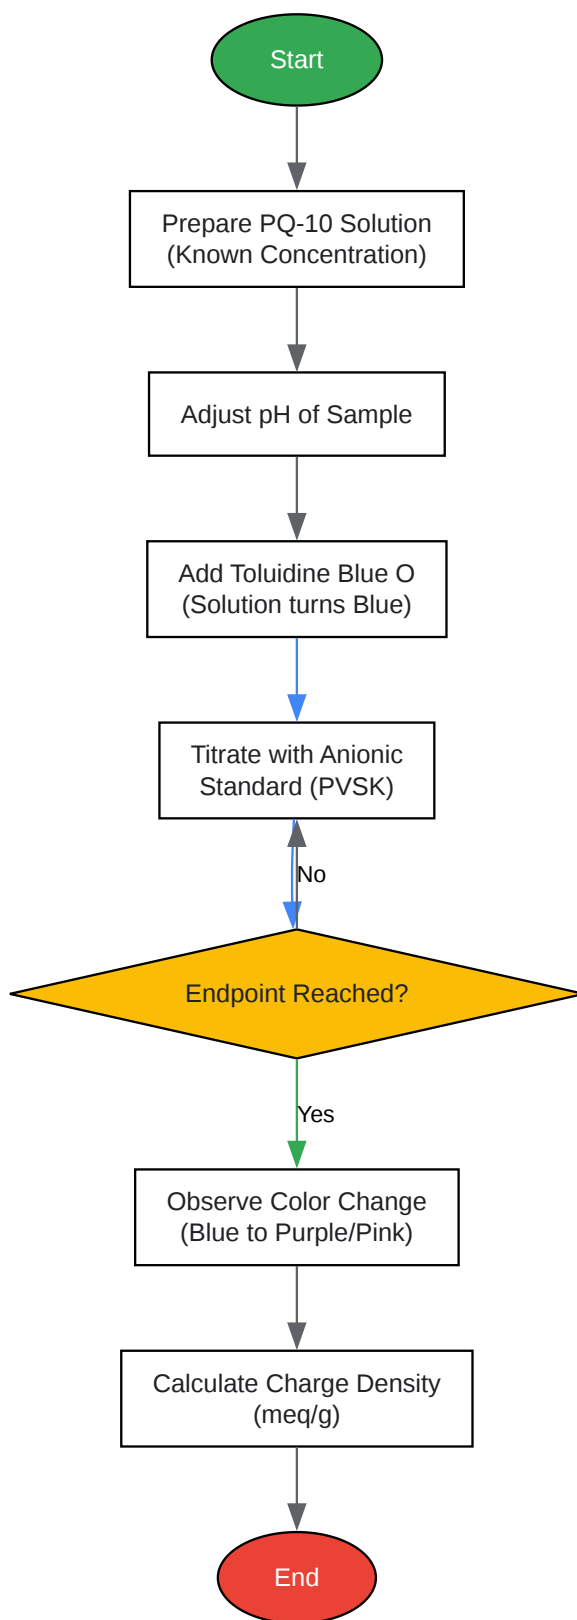 Start
Prepare PQ-10 Solution
(Known Concentration)
Adjust pH of Sample
Add Toluidine Blue O
(Solution turns Blue)
Titrate with Anionic
Standard (PVSK)
No
Endpoint Reached?
Yes
Observe Color Change
(Blue to Purple/Pink)
Calculate Charge Density
(meq/g)
End